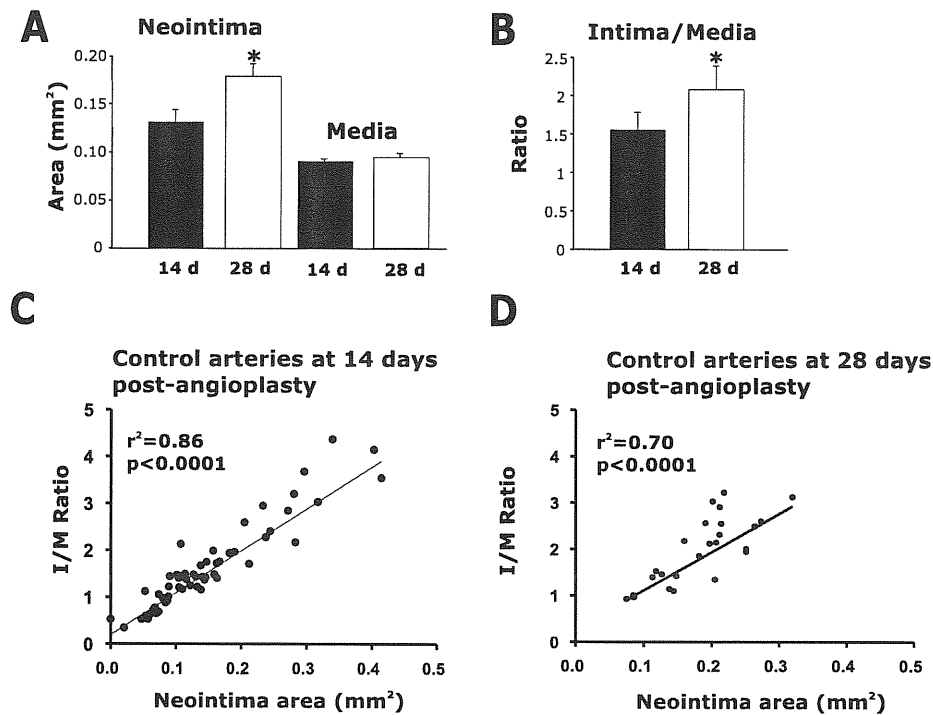 A
Neointima
*
Area (mm²)
0.20
0.15
0.10
0.05
0
Media
14 d 28 d 14 d 28 d
B
Intima/Media
*
Ratio
2.5
2
1.5
1
0.5
0
14 d 28 d
C
Control arteries at 14 days
post-angioplasty
I/M Ratio
5
4
3
2
1
0
r²=0.86
p<0.0001
0.0 0.1 0.2 0.3 0.4 0.5
Neointima area (mm²)
D
Control arteries at 28 days
post-angioplasty
I/M Ratio
5
4
3
2
1
0
r²=0.70
p<0.0001
0.0 0.1 0.2 0.3 0.4 0.5
Neointima area (mm²)